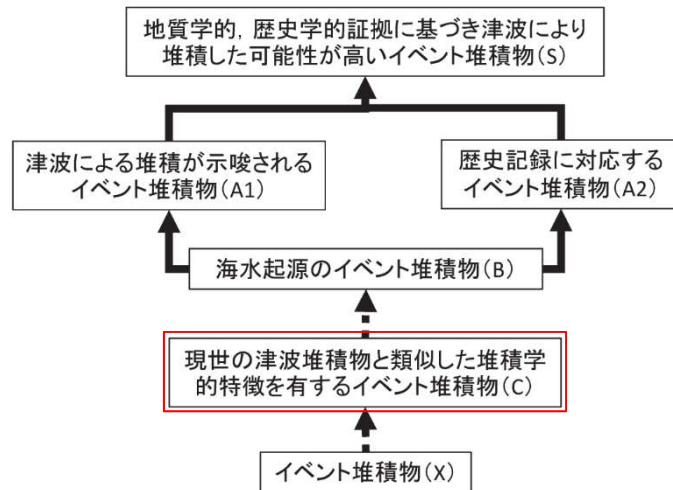 地質学的，歴史学的証拠に基づき津波により
堆積した可能性が高いイベント堆積物（S）
津波による堆積が示唆される
イベント堆積物（A1）
歴史記録に対応する
イベント堆積物（A2）
海水起源のイベント堆積物（B）
現世の津波堆積物と類似した堆積学
的特徴を有するイベント堆積物（C）
イベント堆積物（X）